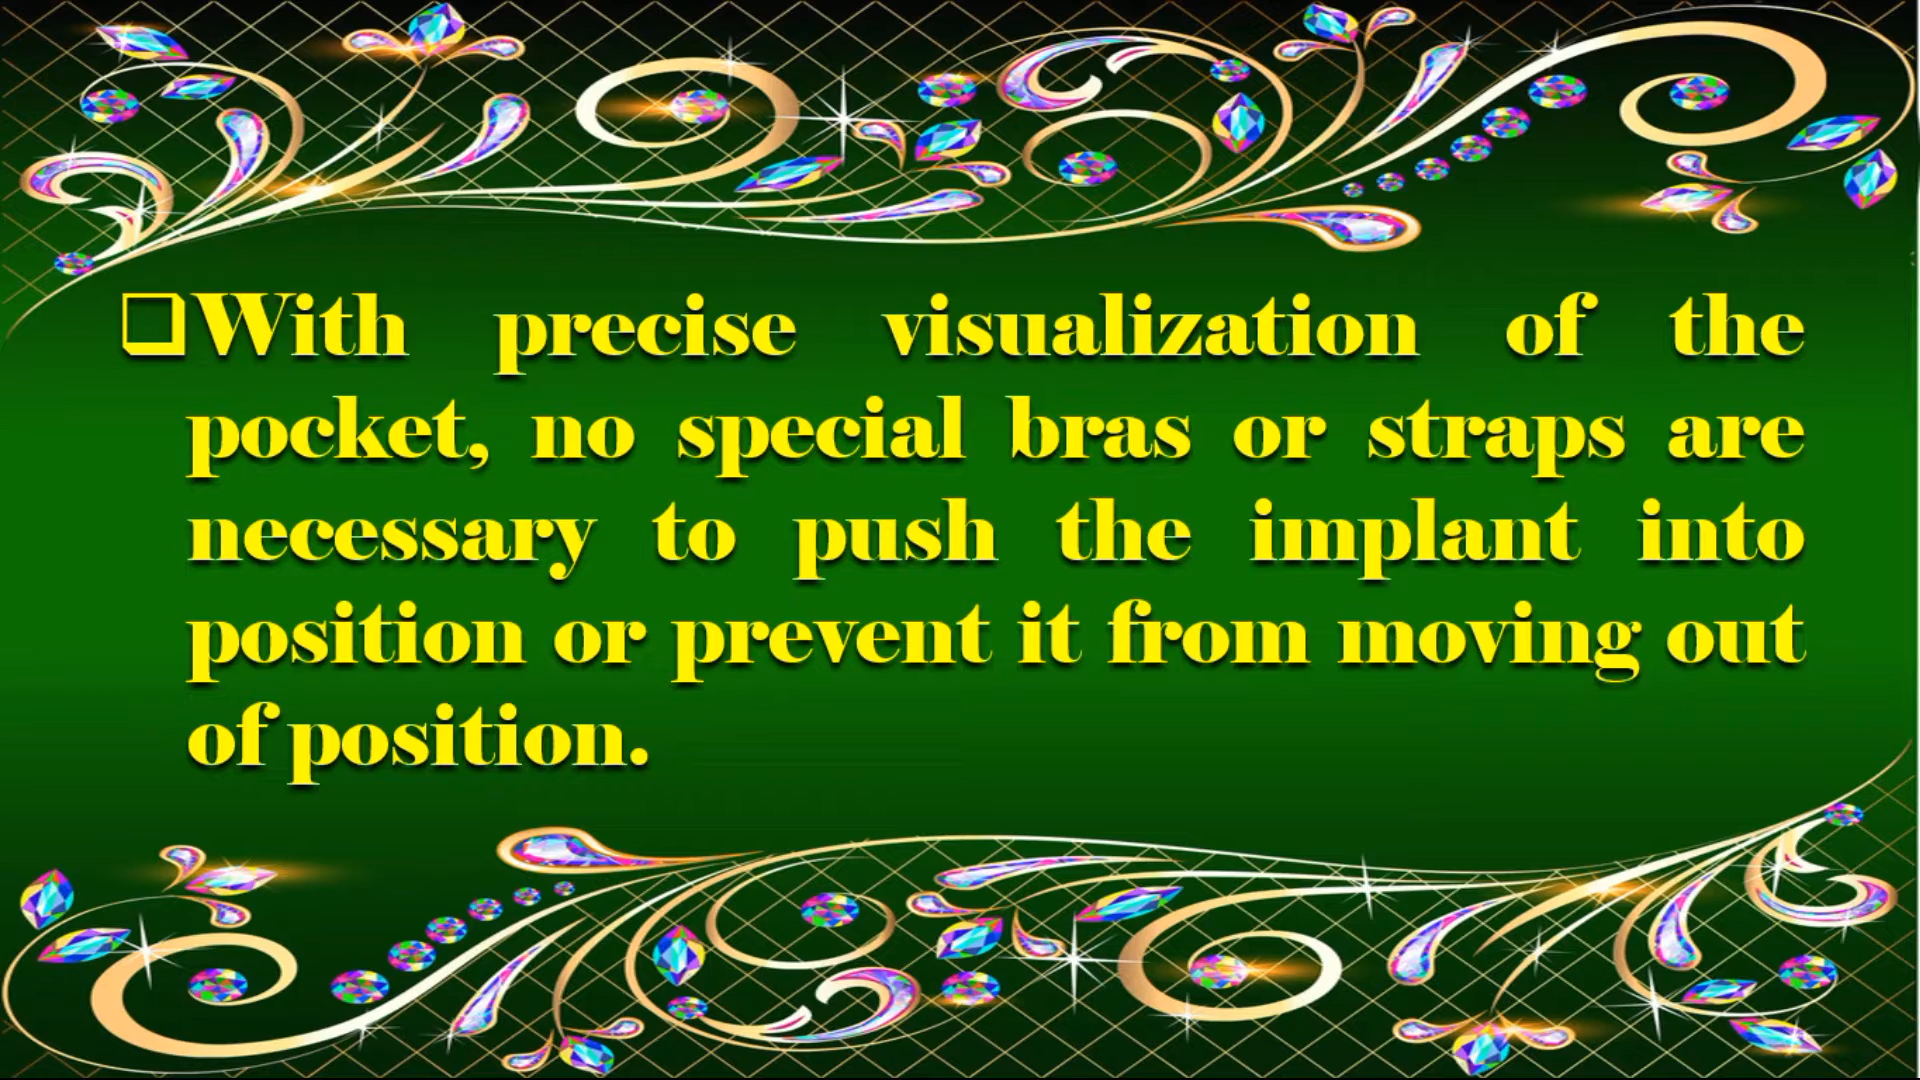 ❑With precise visualization of the
pocket, no special bras or straps are
necessary to push the implant into
position or prevent it from moving out
of position.